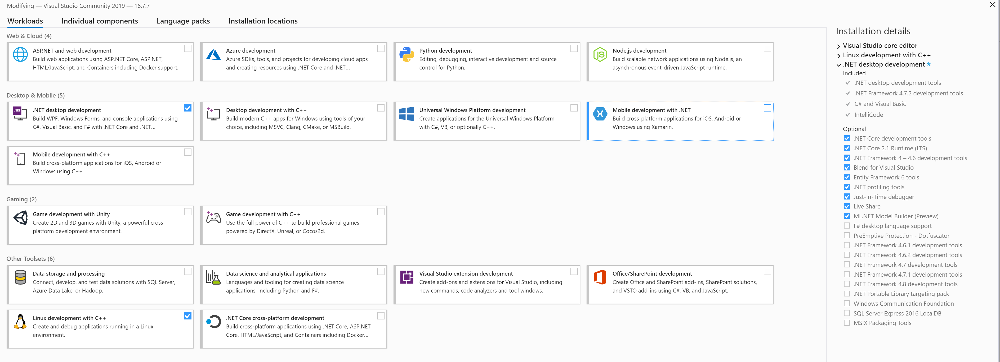 Modifying — Visual Studio Community 2019 — 16.7.7
Workloads
Individual components
Language packs
Installation locations
Web & Cloud (4)
ASP.NET and web development
Build web applications using ASP.NET Core, ASP.NET,
HTML/JavaScript, and Containers including Docker support.
Azure development
Azure SDKs, tools, and projects for developing cloud apps
and creating resources using .NET Core and .NET...
Python development
Editing, debugging, interactive development and source
control for Python.
JS
Node.js development
Build scalable network applications using Node.js, an
asynchronous event-driven JavaScript runtime.
Desktop & Mobile (5)
.NET
.NET desktop development
Build WPF, Windows Forms, and console applications using
C#, Visual Basic, and F# with .NET Core and .NET...
Desktop development with C++
Build modern C++ apps for Windows using tools of your
choice, including MSVC, Clang, CMake, or MSBuild.
Universal Windows Platform development
Create applications for the Universal Windows Platform
with C#, VB, or optionally C++.
Mobile development with .NET
Build cross-platform applications for iOS, Android or
Windows using Xamarin.
Mobile development with C++
Build cross-platform applications for iOS, Android or
Windows using C++.
Gaming (2)
Game development with Unity
Create 2D and 3D games with Unity, a powerful cross-
platform development environment.
Game development with C++
Use the full power of C++ to build professional games
powered by DirectX, Unreal, or Cocos2d.
Other Toolsets (6)
Data storage and processing
Connect, develop, and test data solutions with SQL Server,
Azure Data Lake, or Hadoop.
Data science and analytical applications
Languages and tooling for creating data science
applications, including Python and F#.
Visual Studio extension development
Create add-ons and extensions for Visual Studio, including
new commands, code analyzers and tool windows.
Office/SharePoint development
Create Office and SharePoint add-ins, SharePoint solutions,
and VSTO add-ins using C#, VB, and JavaScript.
Linux development with C++
Create and debug applications running in a Linux
environment.
.NET Core cross-platform development
Build cross-platform applications using .NET Core, ASP.NET
Core, HTML/JavaScript, and Containers including Docker...
Installation details
Visual Studio core editor
Linux development with C++
.NET desktop development *
Included
.NET desktop development tools
.NET Framework 4.7.2 development tools
C# and Visual Basic
IntelliCode
Optional
.NET Core development tools
.NET Core 2.1 Runtime (LTS)
.NET Framework 4 – 4.6 development tools
Blend for Visual Studio
Entity Framework 6 tools
.NET profiling tools
Just-In-Time debugger
Live Share
ML.NET Model Builder (Preview)
F# desktop language support
PreEmptive Protection - Dotfuscator
.NET Framework 4.6.1 development tools
.NET Framework 4.6.2 development tools
.NET Framework 4.7 development tools
.NET Framework 4.7.1 development tools
.NET Framework 4.8 development tools
.NET Portable Library targeting pack
Windows Communication Foundation
SQL Server Express 2016 LocalDB
MSIX Packaging Tools